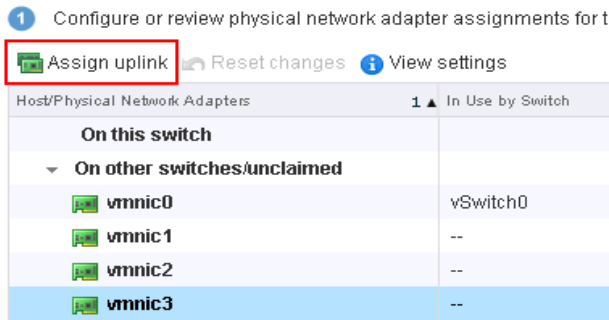 1 Configure or review physical network adapter assignments for t
Assign uplink Reset changes View settings
Host/Physical Network Adapters 1 ▲ In Use by Switch
On this switch
On other switches/unclaimed
vmnic0 vSwitch0
vmnic1 --
vmnic2 --
vmnic3 --